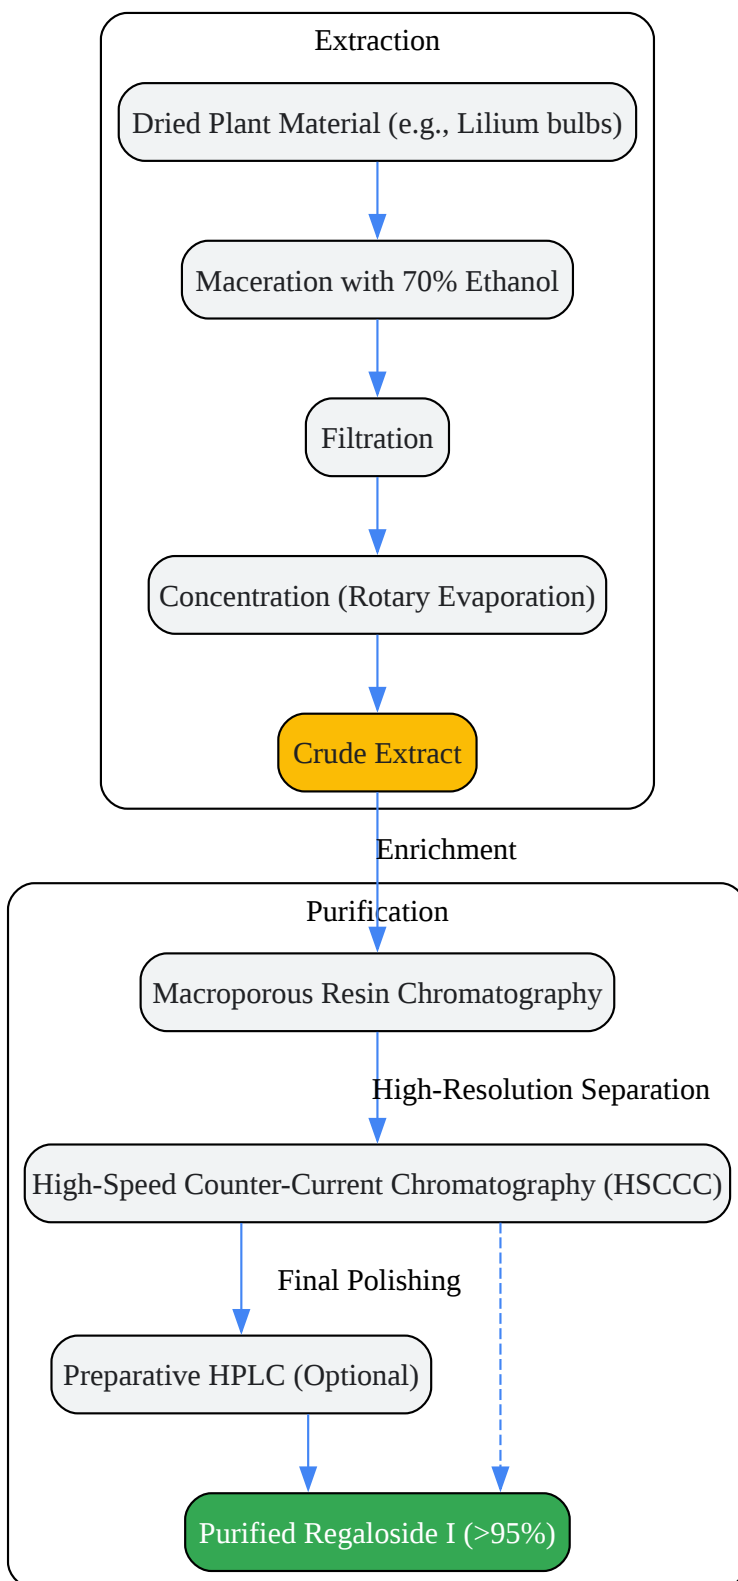 Extraction
Dried Plant Material (e.g., Lilium bulbs)
Maceration with 70% Ethanol
Filtration
Concentration (Rotary Evaporation)
Crude Extract
Enrichment
Purification
Macroporous Resin Chromatography
High-Resolution Separation
High-Speed Counter-Current Chromatography (HSCCC)
Final Polishing
Preparative HPLC (Optional)
Purified Regaloside I (>95%)